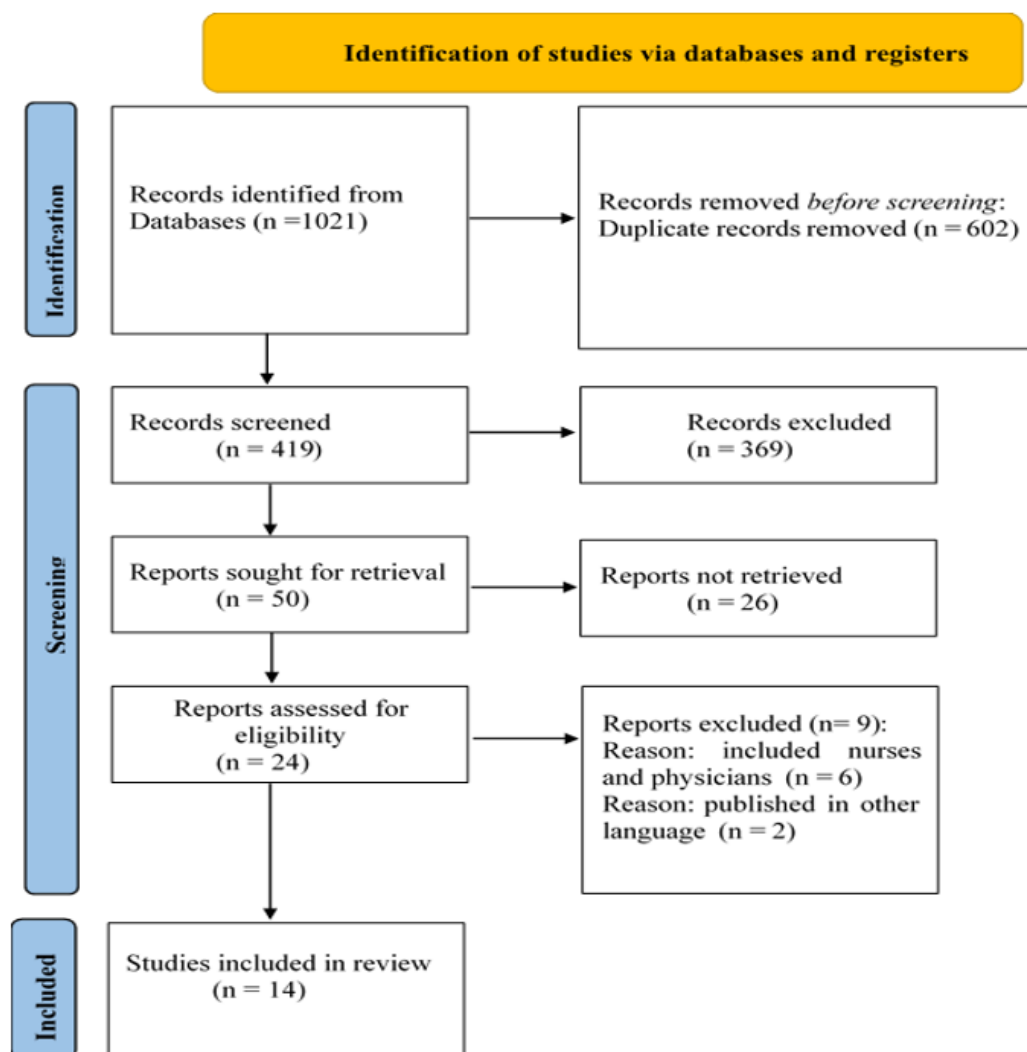 Identification of studies via databases and registers
Identification
Records identified from
Databases (n =1021)
Records removed before screening:
Duplicate records removed (n = 602)
Screening
Records screened
(n = 419)
Records excluded
(n = 369)
Reports sought for retrieval
(n = 50)
Reports not retrieved
(n = 26)
Reports assessed for
eligibility
(n = 24)
Reports excluded (n= 9):
Reason: included nurses
and physicians (n = 6)
Reason: published in other
language (n = 2)
Included
Studies included in review
(n = 14)